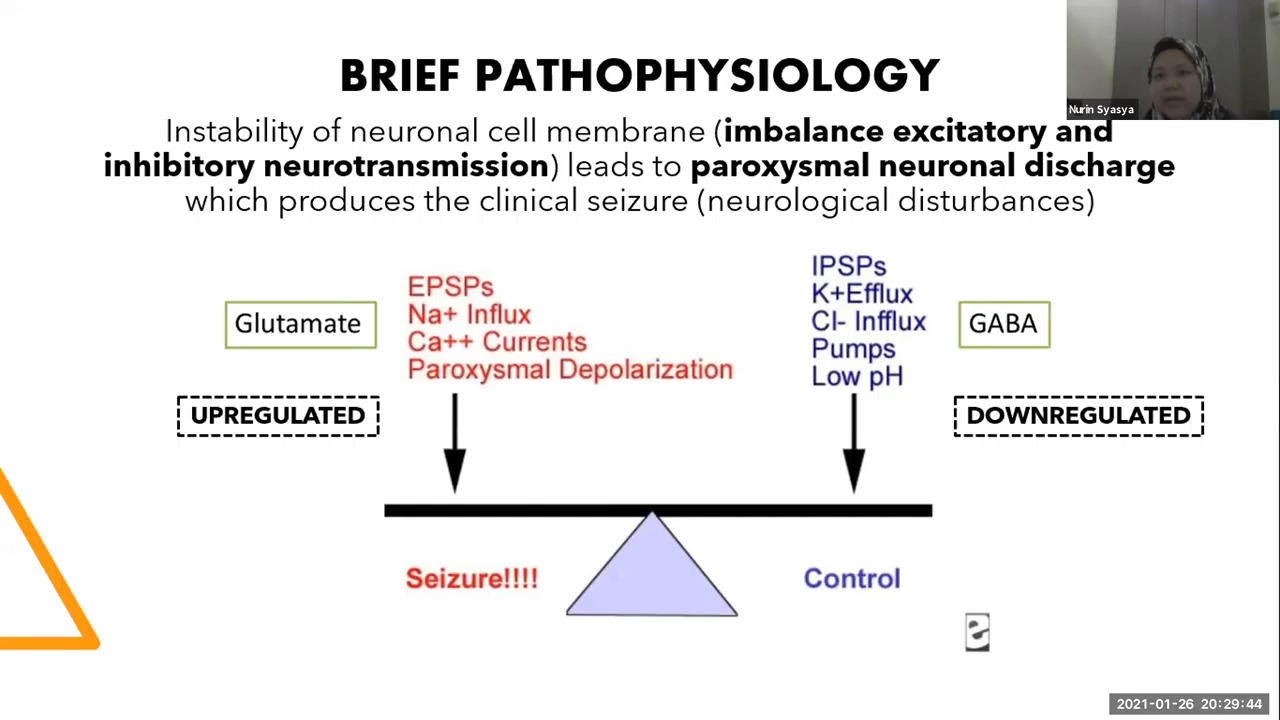 BRIEF PATHOPHYSIOLOGY
Nurin Syasya
Instability of neuronal cell membrane (imbalance excitatory and
inhibitory neurotransmission) leads to paroxysmal neuronal discharge
which produces the clinical seizure (neurological disturbances)
Glutamate
UPREGULATED
EPSPs
Na+ Influx
Ca++ Currents
Paroxysmal Depolarization
IPSPs
K+Efflux
Cl- Infflux
Pumps
Low pH
GABA
DOWNREGULATED
Seizure!!!!
Control
e
2021-01-26 20:29:44